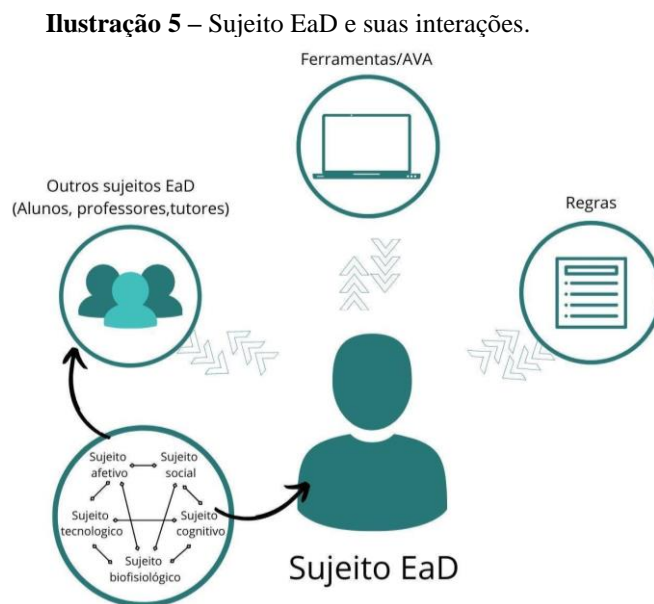 Ilustração 5 – Sujeito EaD e suas interações.
Ferramentas/AVA
Outros sujeitos EaD
(Alunos, professores,tutores)
Regras
Sujeito
afetivo
Sujeito
social
Sujeito
tecnologico
Sujeito
cognitivo
Sujeito
biofisiológico
Sujeito EaD